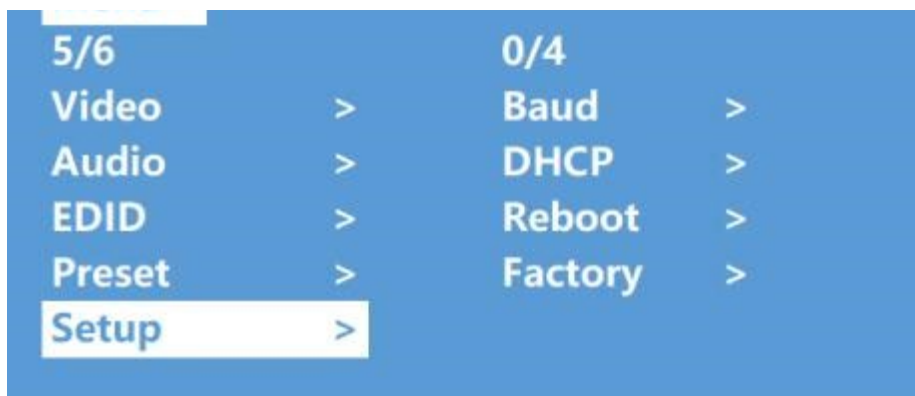 5/6
Video >
Audio >
EDID >
Preset >
Setup >
0/4
Baud >
DHCP >
Reboot >
Factory >